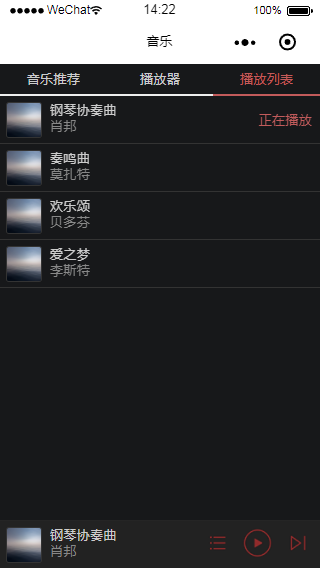 ●●●●● WeChat 14:22 100%
音乐
音乐推荐 播放器 播放列表
钢琴协奏曲
肖邦
正在播放
奏鸣曲
莫扎特
欢乐颂
贝多芬
爱之梦
李斯特
钢琴协奏曲
肖邦